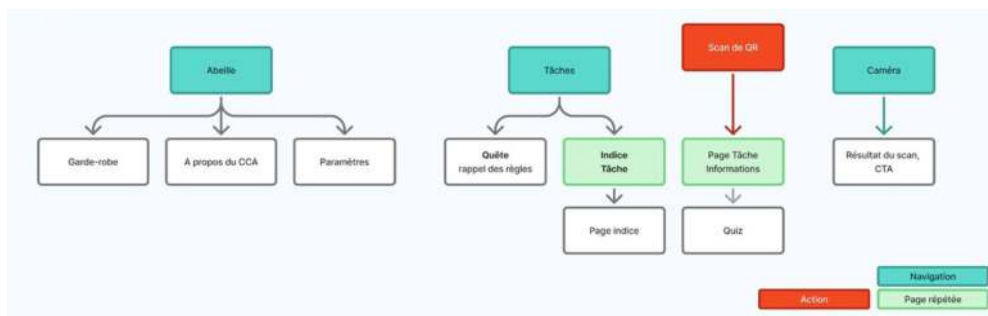 Scan de QR
Abeille
Tâches
Caméra
Garde-robe
A propos du CCA
Paramètres
Quête
rappel des règles
Indice
Tâche
Page Tâche
Informations
Résultat du scan,
CTA
Page indice
Quiz
Navigation
Action
Page répétée